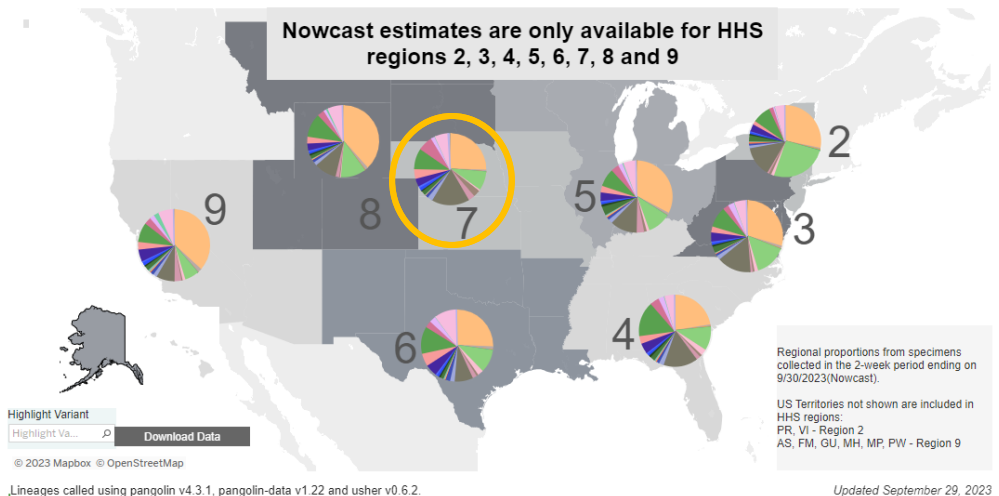 Nowcast estimates are only available for HHS
regions 2, 3, 4, 5, 6, 7, 8 and 9
2
9
5
8
7
3
4
6
Regional proportions from specimens
collected in the 2-week period ending on
9/30/2023(Nowcast).
US Territories not shown are included in
HHS regions:
PR, VI - Region 2
AS, FM, GU, MH, MP, PW - Region 9
Highlight Variant
Highlight Va...
Download Data
© 2023 Mapbox © OpenStreetMap
,Lineages called using pangolin v4.3.1, pangolin-data v1.22 and usher v0.6.2.
Updated September 29, 2023